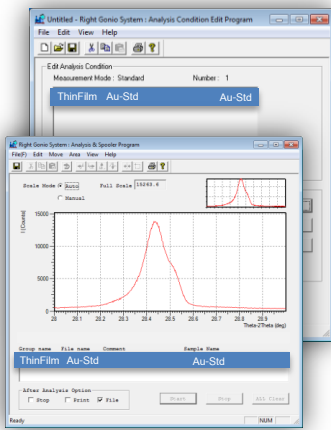 Untitled - Right Gonio System : Analysis Condition Edit Program
File Edit View Help
Edit Analysis Condition
Measurement Mode : Standard Number : 1
ThinFilm Au-Std Au-Std
Right Gonio System : Analysis & Spooler Program
File(F) Edit Move Area View Help
Scale Mode Auto Full Scale 15263.6
Manual
I (Counts)
15000
10000
5000
0
28 28.1 28.2 28.3 28.4 28.5 28.6 28.7 28.8 28.9
Theta-2Theta (deg)
Group name File name Comment Sample Name
ThinFilm Au-Std Au-Std
After Analysis Option
Stop Print File Start Stop All Clear
Ready NUM